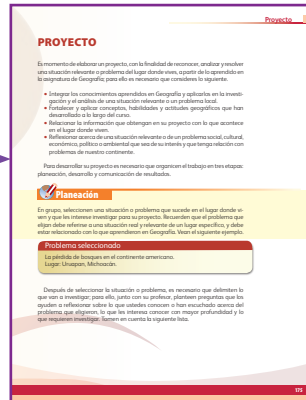 Proyecto
PROYECTO
Es momento de elaborar un proyecto, con la finalidad de reconocer, analizar y resolver
una situación relevante o problema del lugar donde vives, a partir de lo aprendido en
la asignatura de Geografía; para ello es necesario que consideres lo siguiente.
• Integrar los conocimientos aprendidos en Geografía y aplicarlos en la investi-
gación y el análisis de una situación relevante o un problema local.
• Fortalecer y aplicar conceptos, habilidades y actitudes geográficos que han
desarrollado a lo largo del curso.
• Relacionar la información que obtengan en su proyecto con lo que acontece
en el lugar donde viven.
• Reflexionar acerca de una situación relevante o de un problema social, cultural,
económico, político o ambiental que sea de su interés y que tenga relación con
problemas de nuestro continente.
Para desarrollar su proyecto es necesario que organicen el trabajo en tres etapas:
planeación, desarrollo y comunicación de resultados.
Planeación
En grupo, seleccionen una situación o problema que sucede en el lugar donde vi-
ven y que les interese investigar para su proyecto. Recuerden que el problema que
elijan debe referirse a una situación real y relevante de un lugar específico, y debe
estar relacionado con lo que aprendieron en Geografía. Vean el siguiente ejemplo.
Problema seleccionado
La pérdida de bosques en el continente americano.
Lugar: Uruapan, Michoacán.
Después de seleccionar la situación o problema, es necesario que delimiten lo
que van a investigar; para ello, junto con su profesor, planteen preguntas que los
ayuden a reflexionar sobre lo que ustedes conocen o han escuchado acerca del
problema que eligieron, lo que les interesa conocer con mayor profundidad y lo
que requieren investigar. Tomen en cuenta la siguiente lista.
175